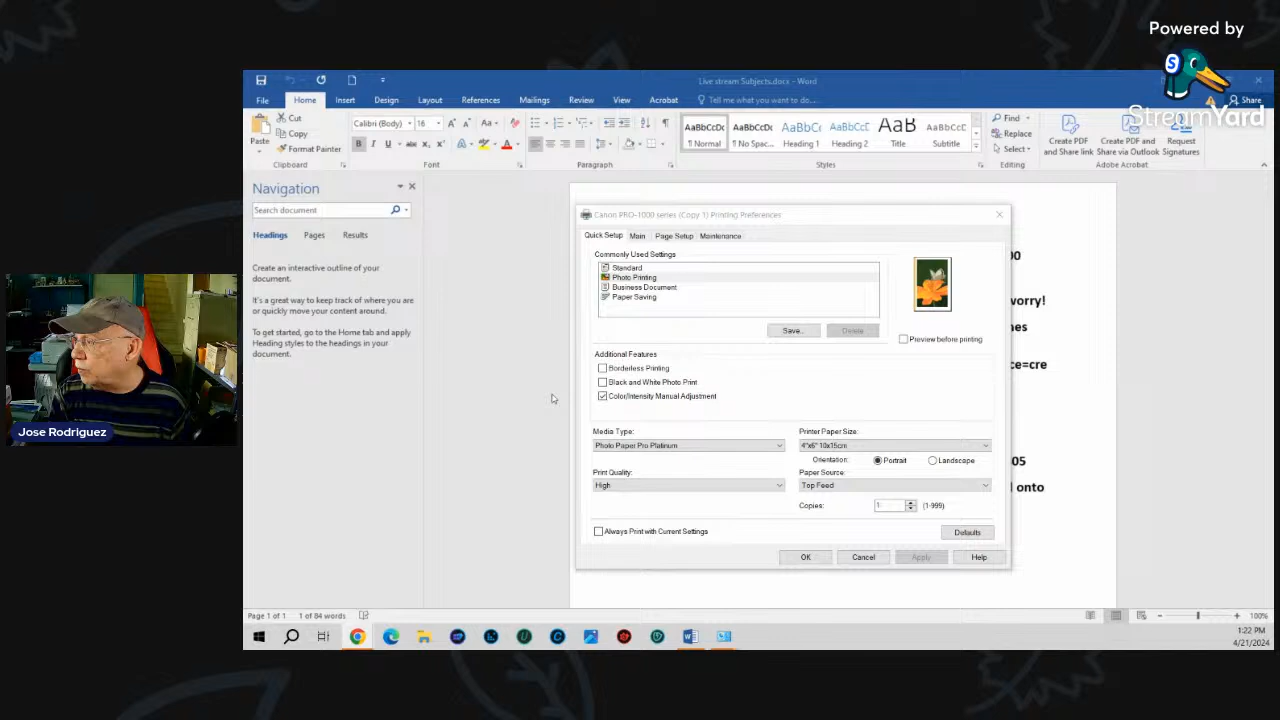 Powered by
StreamYard
Live stream Subjects.docx - Word
File Home Insert Design Layout References Mailings Review View Acrobat Tell me what you want to do... Share
Paste
Cut
Copy
Format Painter
Clipboard
Calibri (Body) 16
Font
Paragraph
AaBbCcDc AaBbCcDc AaBbCc AaBbCcC AaB AaBbCcC
¶ Normal ¶ No Spac... Heading 1 Heading 2 Title Subtitle
Styles
Find
Replace
Select
Editing
Create PDF and Share link
Create PDF and Share via Outlook
Request Signatures
Adobe Acrobat
Navigation
Search document
Headings Pages Results
Create an interactive outline of your
document.
It's a great way to keep track of where you are
or quickly move your content around.
To get started, go to the Home tab and apply
Heading styles to the headings in your
document.
Canon PRO-1000 series (Copy 1) Printing Preferences
Quick Setup Main Page Setup Maintenance
Commonly Used Settings
Standard
Photo Printing
Business Document
Paper Saving
Save... Delete
Preview before printing
Additional Features
Borderless Printing
Black and White Photo Print
Color/Intensity Manual Adjustment
Media Type:
Photo Paper Pro Platinum
Printer Paper Size:
4"x6" 10x15cm
Orientation: Portrait Landscape
Print Quality:
High
Paper Source:
Top Feed
Copies: 1 (1-999)
Always Print with Current Settings
Defaults
OK Cancel Apply Help
00
worry!
nes
ce=cre
05
onto
Jose Rodriguez
Page 1 of 1 1 of 84 words
100%
1:22 PM
4/21/2024